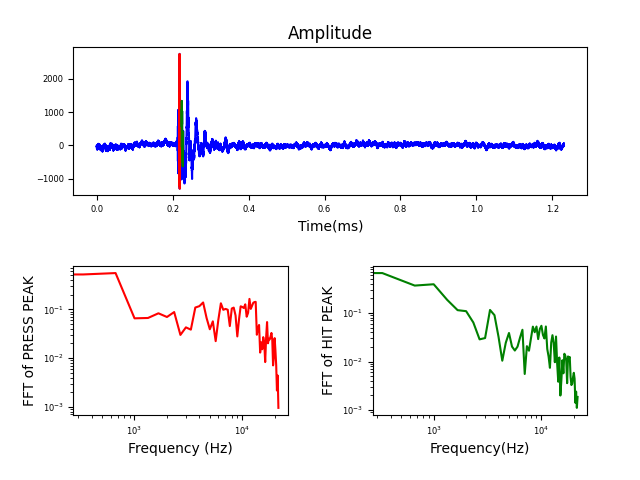 Amplitude
2000
1000
0
−1000
0.0 0.2 0.4 0.6 0.8 1.0 1.2
Time(ms)
FFT of PRESS PEAK
10⁻¹
10⁻²
10⁻³
10³ 10⁴
Frequency (Hz)
FFT of HIT PEAK
10⁻¹
10⁻²
10⁻³
10³ 10⁴
Frequency(Hz)